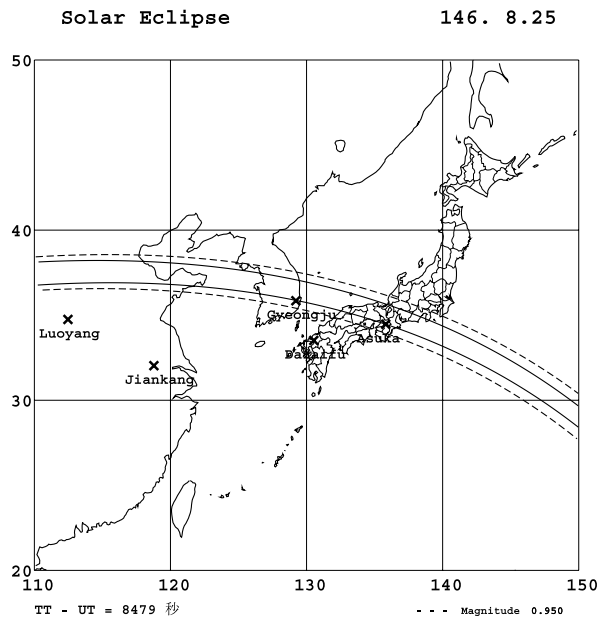 Solar Eclipse 146. 8.25
50
40
Gyeongju
Luoyang
Asuka
Dazaifu
Jiankang
30
20
110 120 130 140 150
TT - UT = 8479 秒 - - - Magnitude 0.950